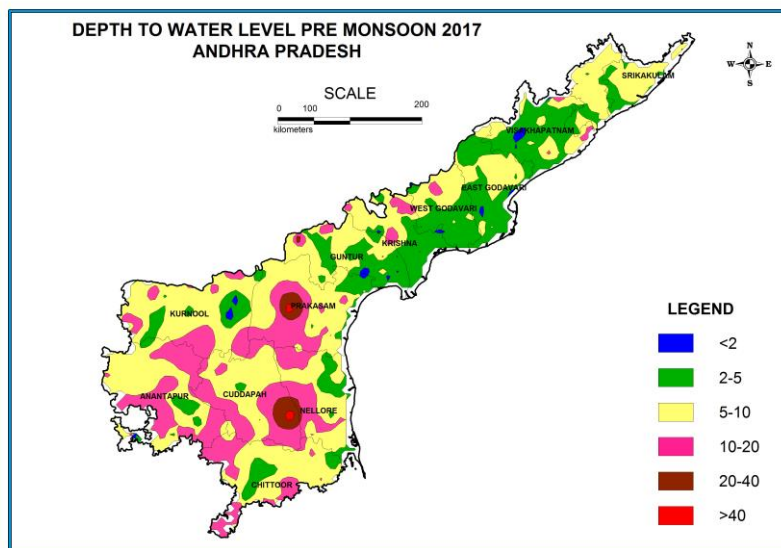 DEPTH TO WATER LEVEL PRE MONSOON 2017
ANDHRA PRADESH
N
W E
S
SCALE
0 100 200
kilometers
SRIKAKULAM
VISAKHAPATNAM
EAST GODAVARI
WEST GODAVARI
KRISHNA
GUNTUR
PRAKASAM
KURNOOL
CUDDAPAH
ANANTAPUR
NELLORE
CHITTOOR
LEGEND
<2
2-5
5-10
10-20
20-40
>40